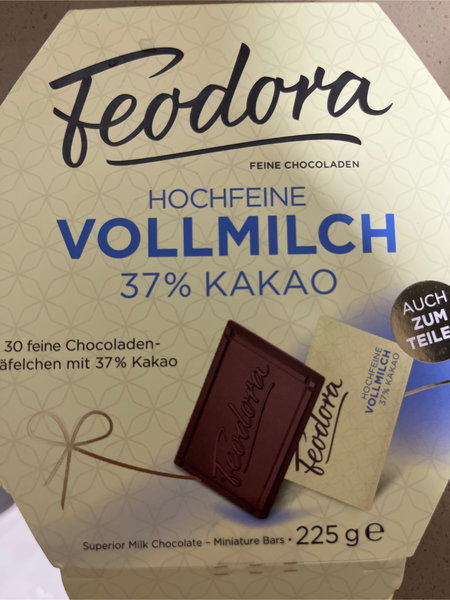 Feodora
FEINE CHOCOLADEN
HOCHFEINE
VOLLMILCH
37% KAKAO
AUCH
ZUM
TEILE
30 feine Chocoladen-
äfelchen mit 37% Kakao
Feodora
HOCHFEINE
VOLLMILCH
37% KAKAO
Feodora
Superior Milk Chocolate – Miniature Bars • 225 g ℮